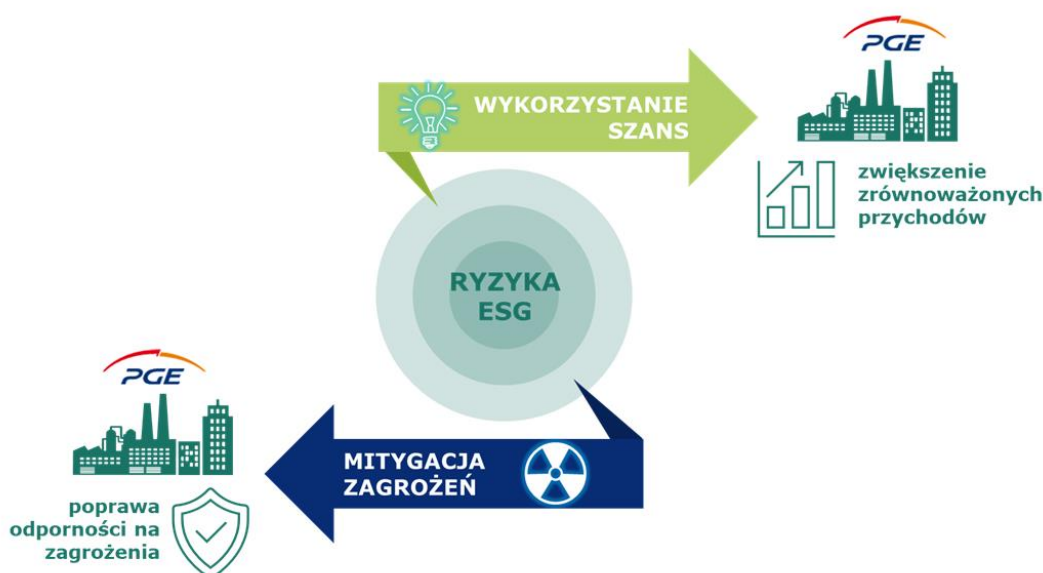 PGE
WYKORZYSTANIE
SZANS
zwiększenie
zrównoważonych
przychodów
RYZYKA
ESG
PGE
MITYGACJA
ZAGROŻEŃ
poprawa
odporności na
zagrożenia